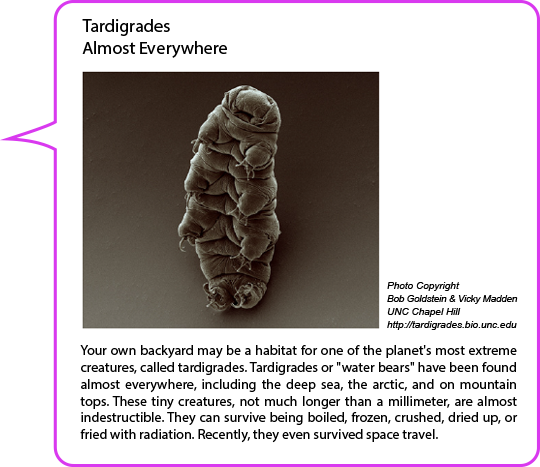 Tardigrades
Almost Everywhere
Photo Copyright
Bob Goldstein & Vicky Madden
UNC Chapel Hill
http://tardigrades.bio.unc.edu
Your own backyard may be a habitat for one of the planet's most extreme
creatures, called tardigrades. Tardigrades or "water bears" have been found
almost everywhere, including the deep sea, the arctic, and on mountain
tops. These tiny creatures, not much longer than a millimeter, are almost
indestructible. They can survive being boiled, frozen, crushed, dried up, or
fried with radiation. Recently, they even survived space travel.